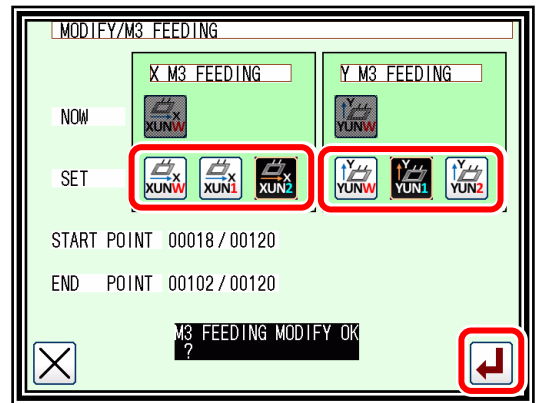 MODIFY/M3 FEEDING
X M3 FEEDING Y M3 FEEDING
NOW X XUNW Y YUNW
SET X XUNW X XUN1 X XUN2 Y YUNW Y YUN1 Y YUN2
START POINT 00018/00120
END POINT 00102/00120
M3 FEEDING MODIFY OK
?